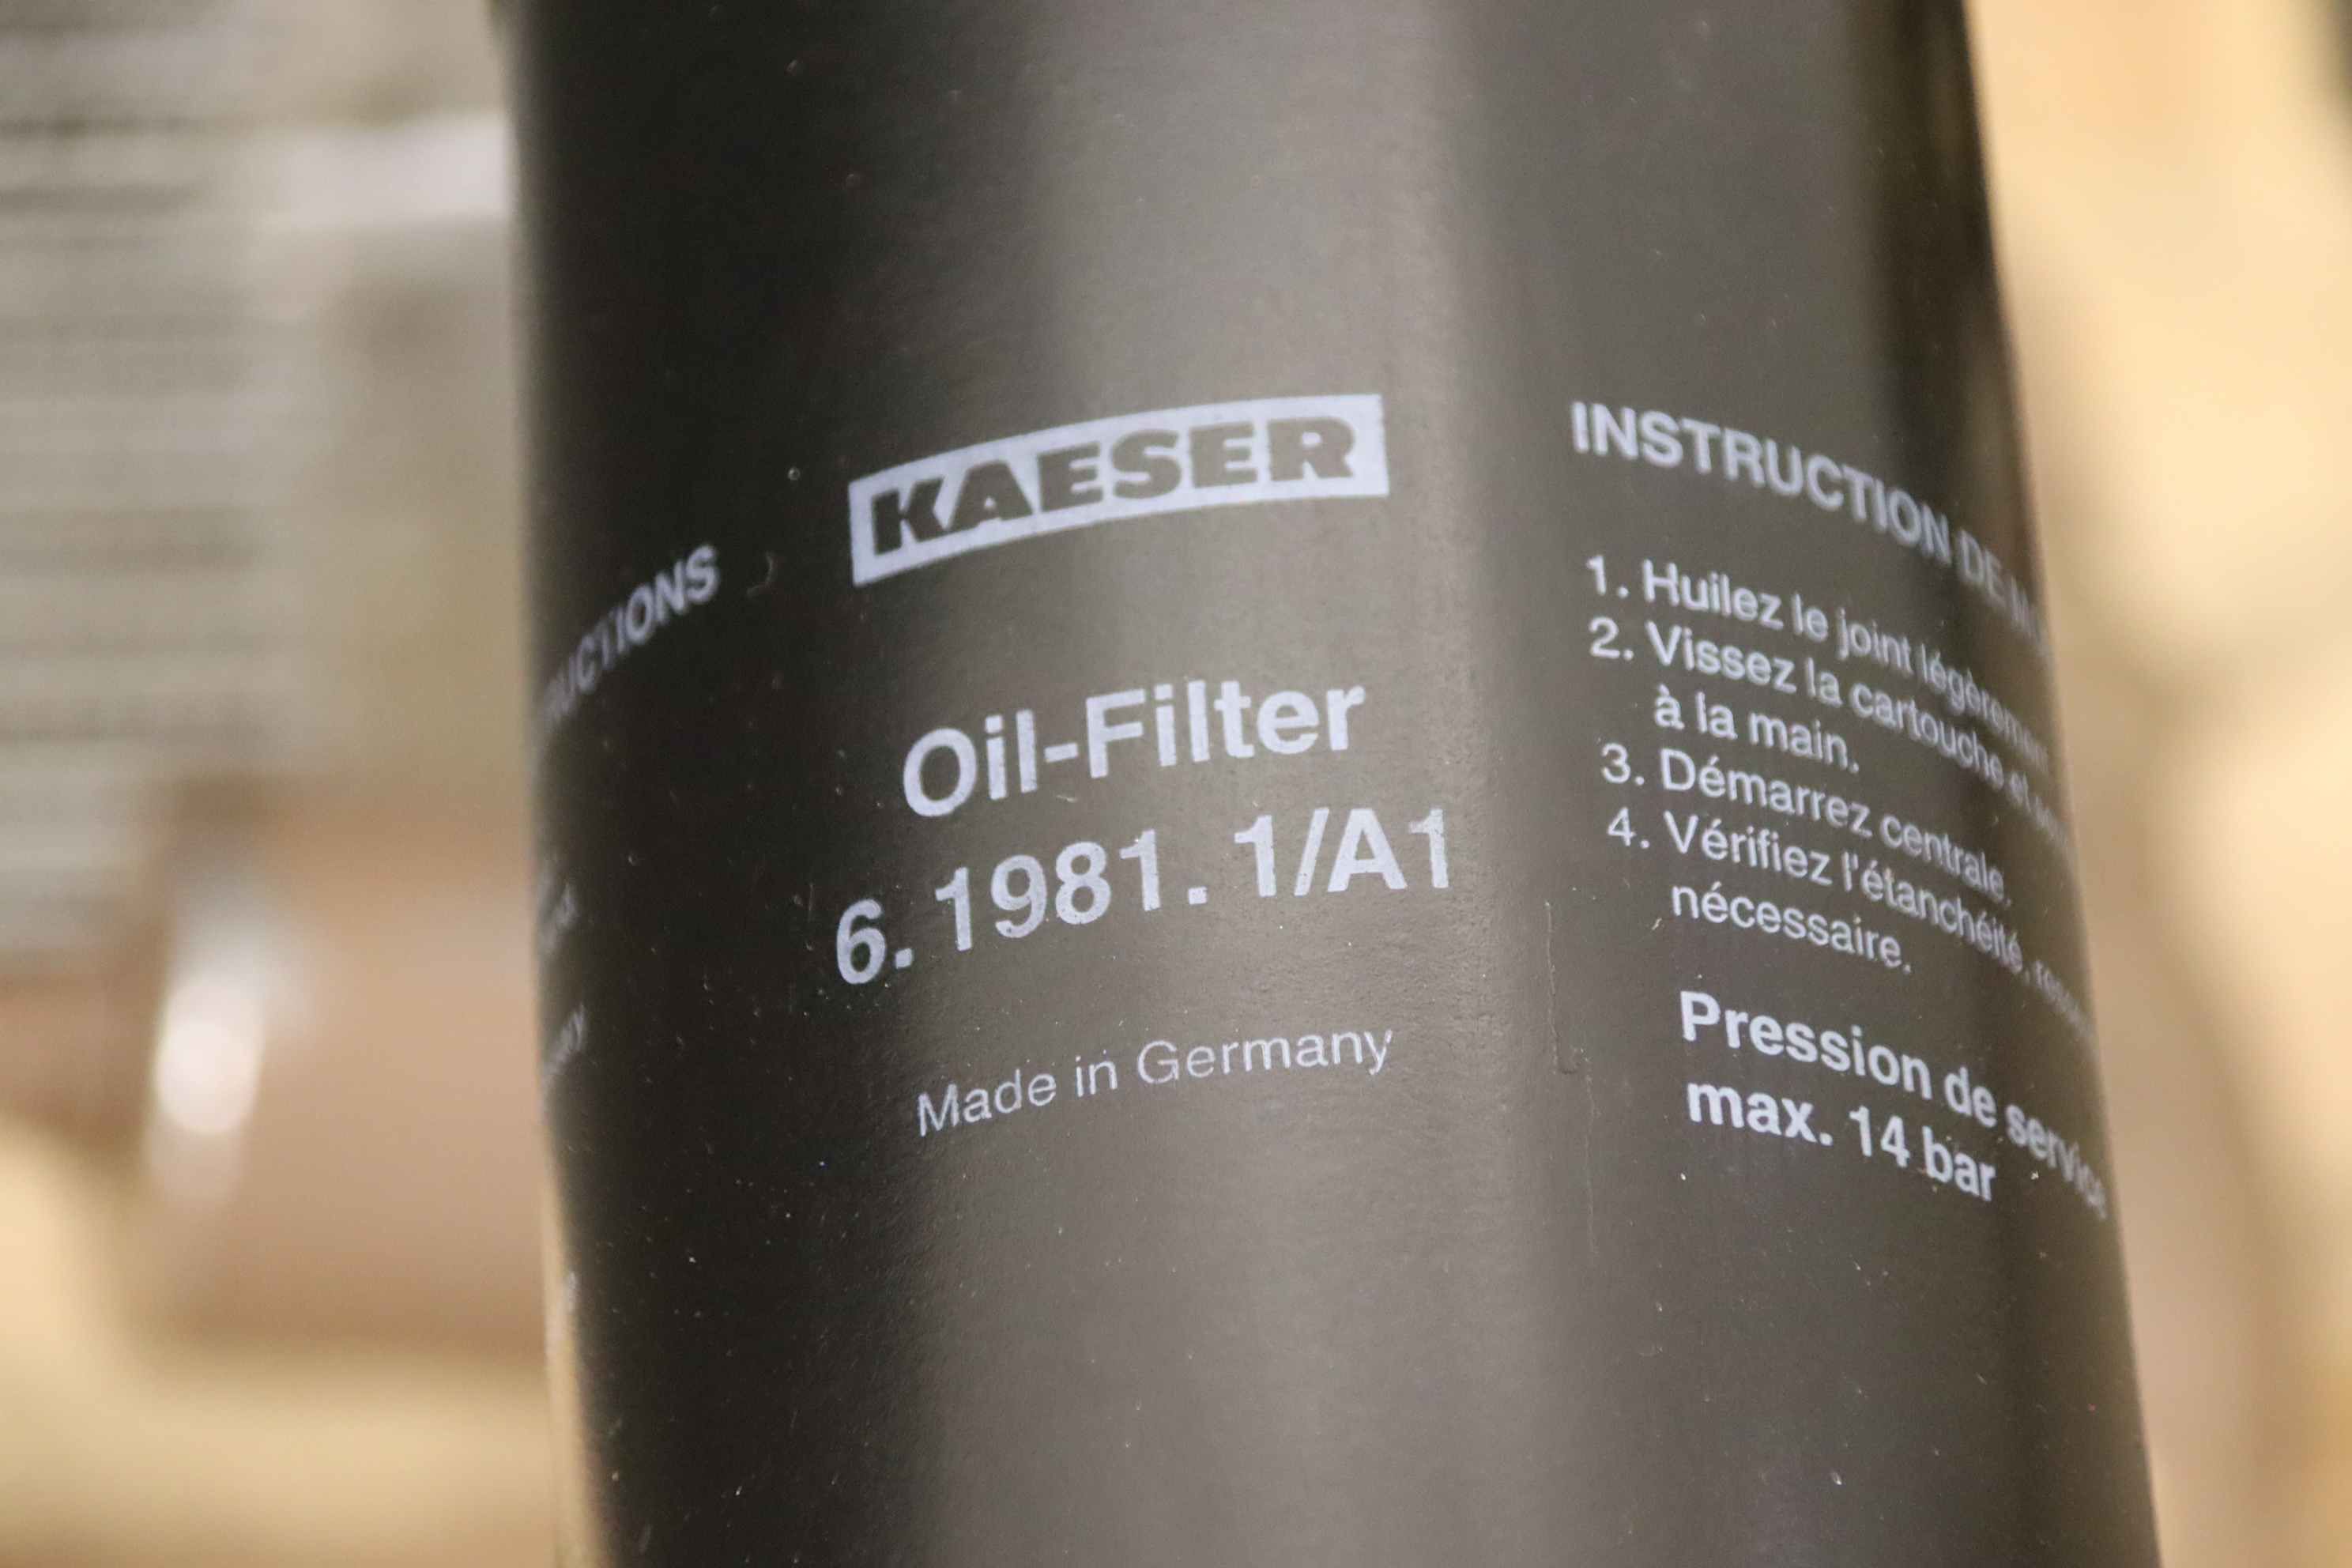 KAESER
Oil-Filter
6.1981.1/A1
Made in Germany
INSTRUCTION DE
1. Huilez le joint
2. Vissez la cartouche et
à la main.
3. Démarrez centrale.
4. Vérifiez l'étanchéité,
nécessaire.
Pression de service
max. 14 bar